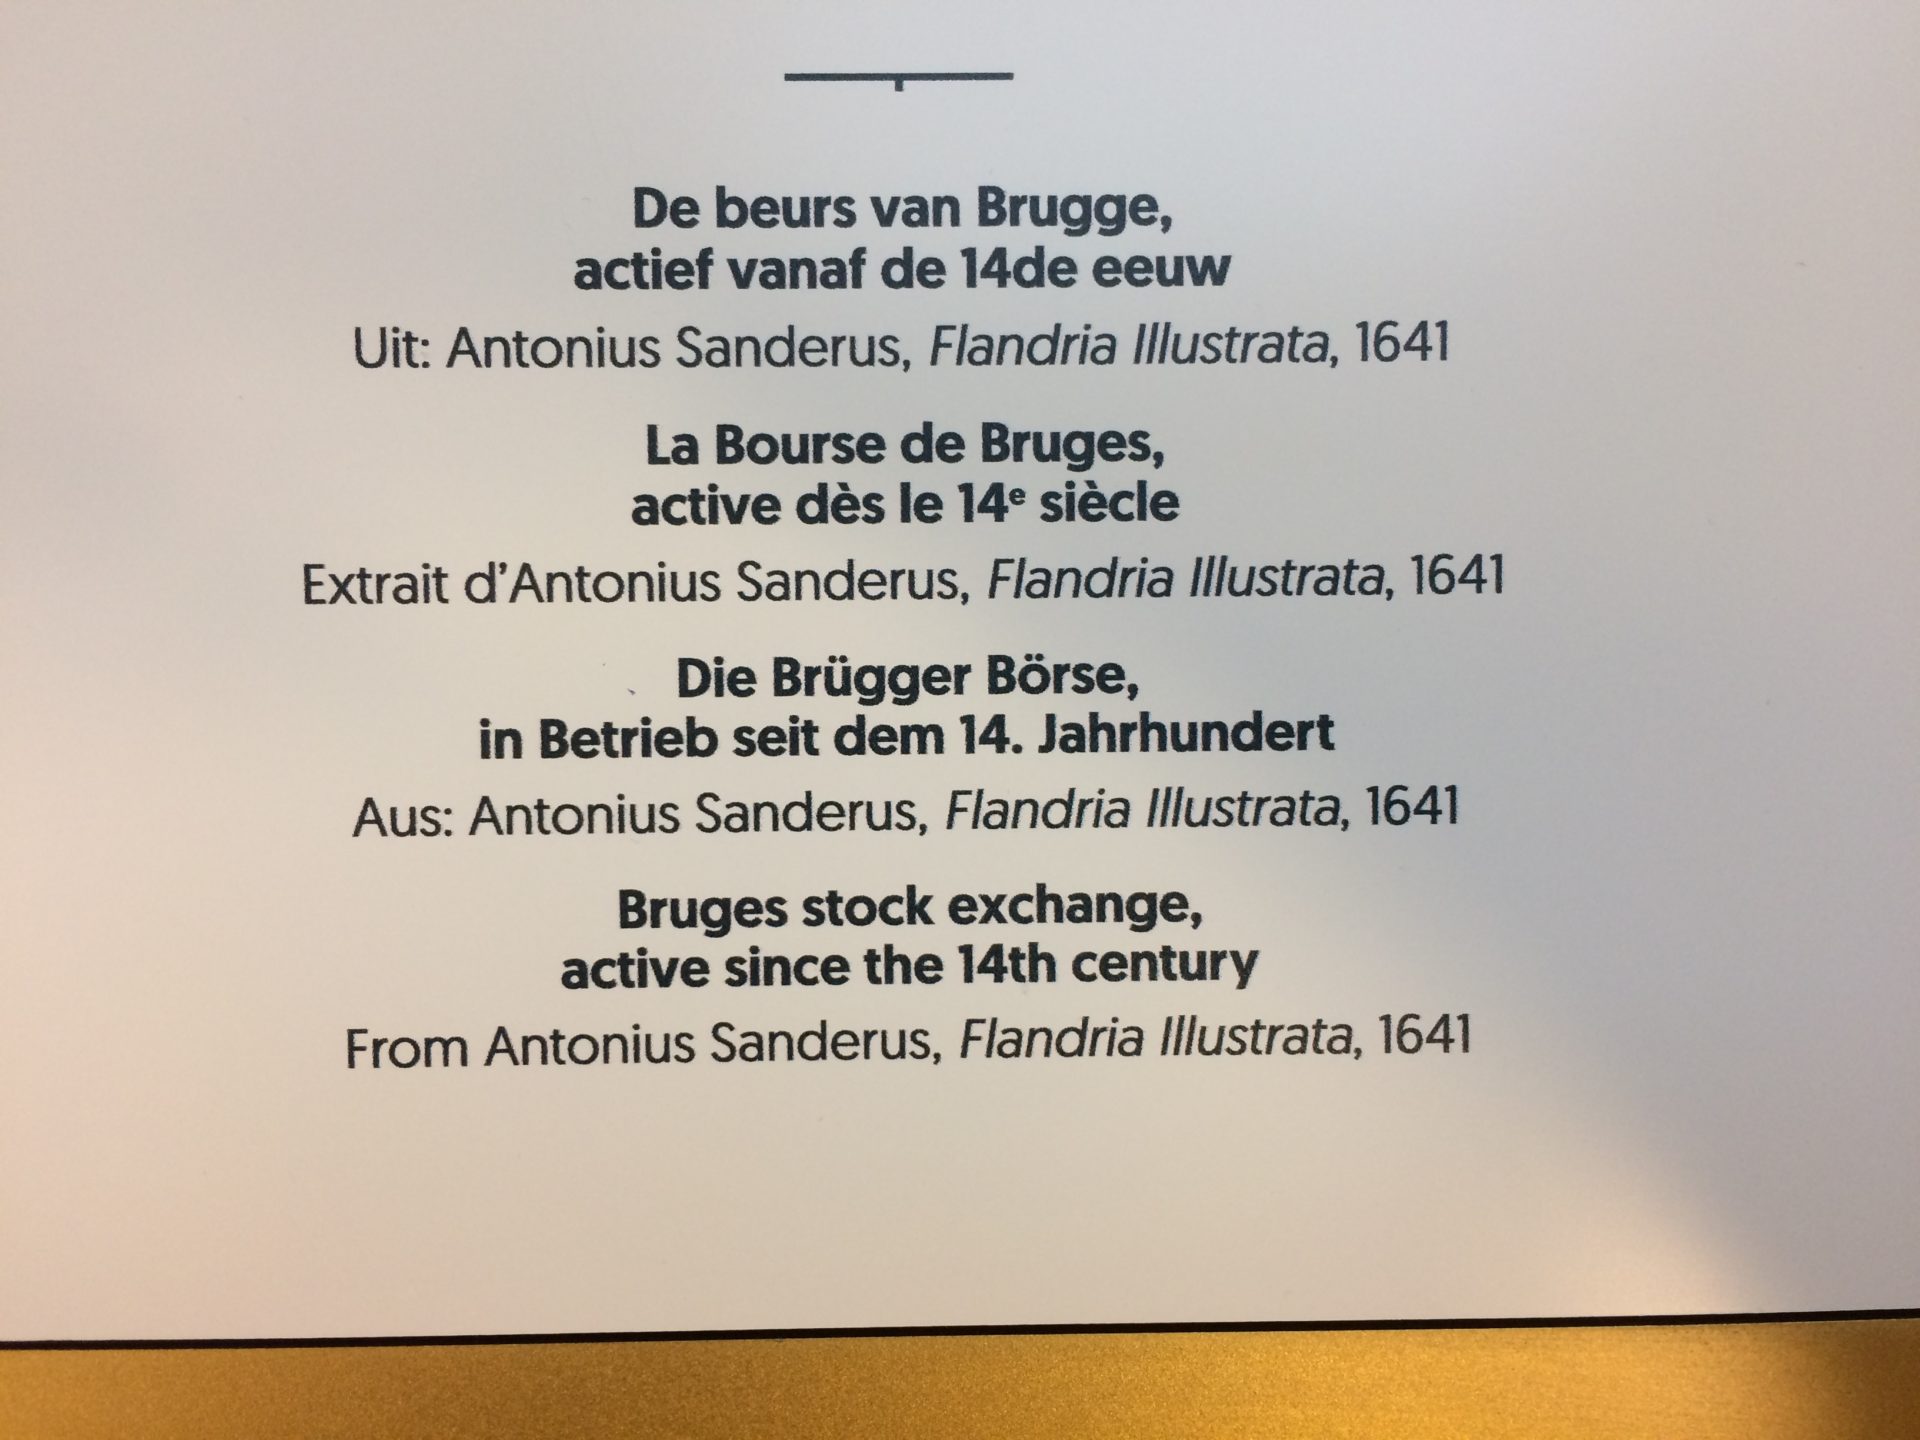 De beurs van Brugge,
actief vanaf de 14de eeuw
Uit: Antonius Sanderus, Flandria Illustrata, 1641
La Bourse de Bruges,
active dès le 14e siècle
Extrait d'Antonius Sanderus, Flandria Illustrata, 1641
Die Brügger Börse,
in Betrieb seit dem 14. Jahrhundert
Aus: Antonius Sanderus, Flandria Illustrata, 1641
Bruges stock exchange,
active since the 14th century
From Antonius Sanderus, Flandria Illustrata, 1641